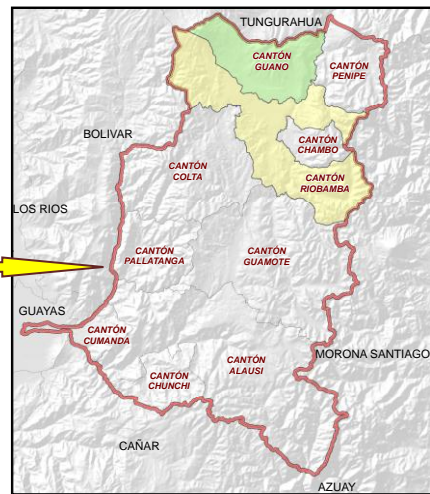 TUNGURAHUA
CANTÓN
GUANO
CANTÓN
PENIPE
BOLIVAR
CANTÓN
CHAMBO
CANTÓN
COLTA
CANTÓN
RIOBAMBA
LOS RIOS
CANTÓN
PALLATANGA
CANTÓN
GUAMOTE
GUAYAS
CANTÓN
CUMANDA
MORONA SANTIAGO
CANTÓN
CHUNCHI
CANTÓN
ALAUSI
CAÑAR
AZUAY